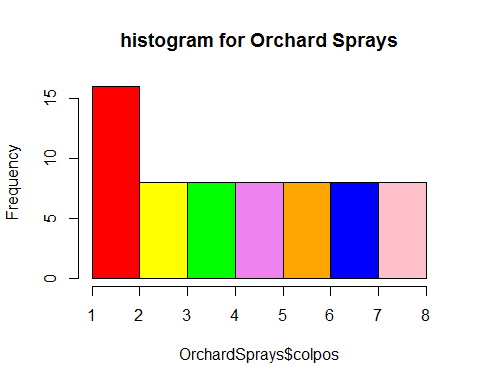 histogram for Orchard Sprays
Frequency
15
10
5
0
1 2 3 4 5 6 7 8
OrchardSprays$colpos